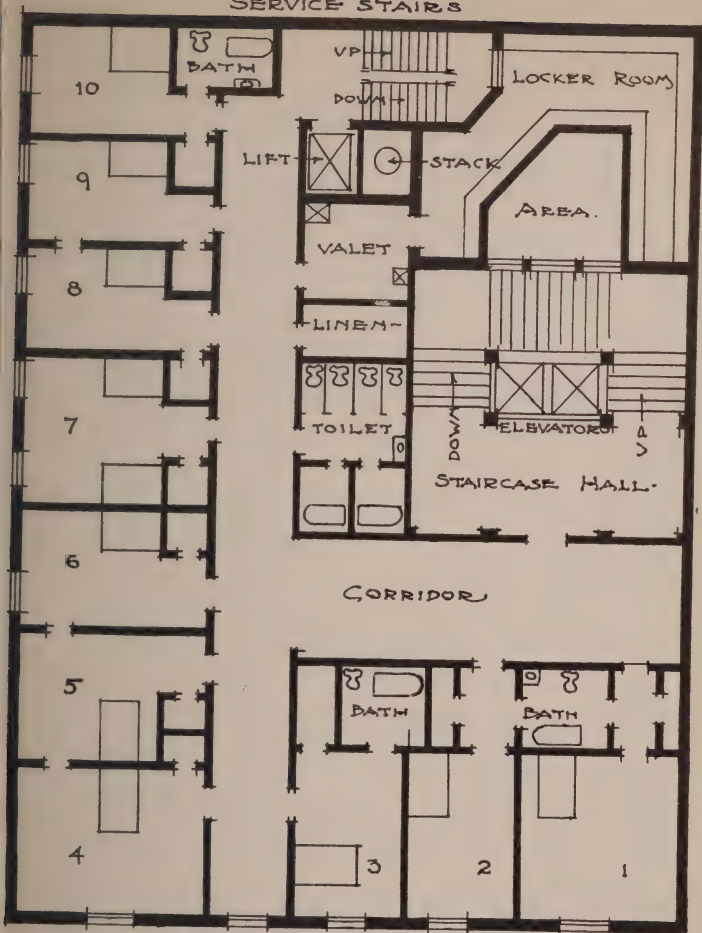 SERVICE STAIRS
UP
BATH
LOCKER ROOM
10
DOWN
LIFT
STACK
9
AREA.
VALET
8
LINEN
DOWN
UP
7
TOILET
ELEVATORS
STAIRCASE HALL.
6
CORRIDOR
5
BATH
BATH
4
3
2
1